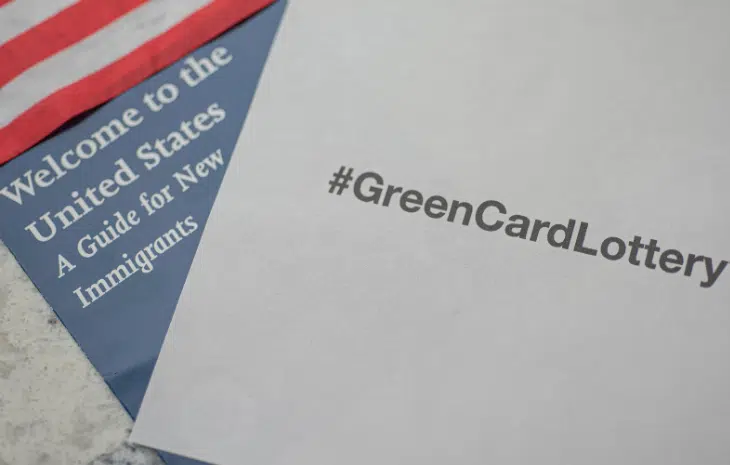 Welcome to the
United States
A Guide for New
Immigrants
#GreenCardLottery